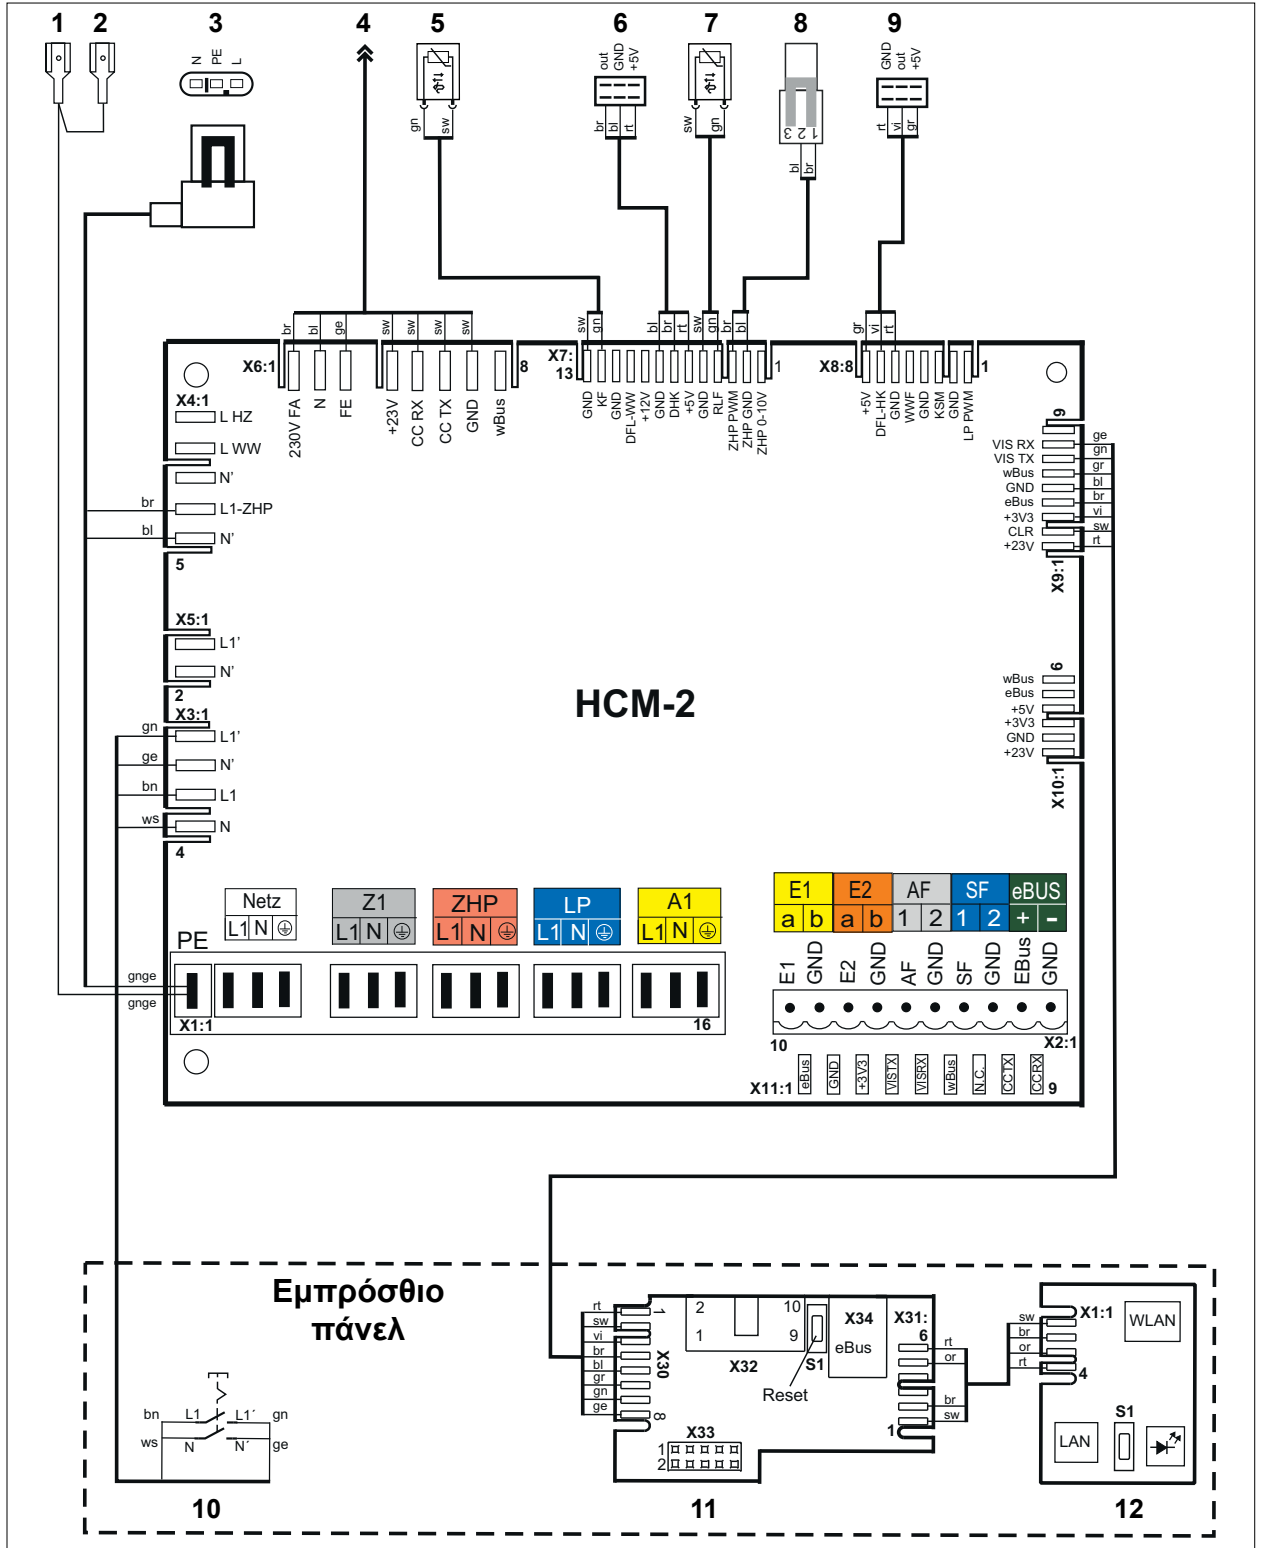 1 2 3 4 5 6 7 8 9
N PE L
out GND +5V
GND out +5V
gn sw
br bl rt
sw gn
3 2 1
bl br
rt vi gr
br bl ge sw sw sw sw
sw gn bl br rt sw gn br bl
gr vi rt
X6:1
8
X7:
13
1
X8:8
1
230V FA
N
FE
+23V
CC RX
CC TX
GND
wBus
GND
KF
GND
DFL-WW
+12V
GND
DHK
+5V
GND
RLF
ZHP PWM
ZHP GND
ZHP 0-10V
+5V
DFL-HK
GND
WWF
GND
KSM
GND
LP PWM
X4:1
L HZ
L WW
N'
br L1-ZHP
bl N'
5
X5:1
L1'
N'
2
X3:1
gn L1'
ge N'
bn L1
ws N
4
9
VIS RX ge
VIS TX gn
wBus gr
GND bl
eBus br
+3V3 vi
CLR sw
+23V rt
X9:1
6
wBus
eBus
+5V
+3V3
GND
+23V
X10:1
HCM-2
Netz
L1 N
Z1
L1 N
ZHP
L1 N
LP
L1 N
A1
L1 N
PE
gnge
gnge
X1:1
16
E1 E2 AF SF eBUS
a b a b 1 2 1 2 + -
E1 GND E2 GND AF GND SF GND EBus GND
10
X2:1
X11:1
eBus GND +3V3 VISTX VISRX wBus N.C. CCTX CCRX
9
Εμπρόσθιο
πάνελ
bn L1 L1´ gn
ws N N´ ge
10
rt
sw
vi
br
bl
gr
gn
ge
1
X30
8
2 10
1 9
X32
S1
Reset
X34
eBus
X31:
6
rt
or
br
sw
1
X33
1
2
11
sw
br
or
rt
X1:1
4
WLAN
LAN
S1
12